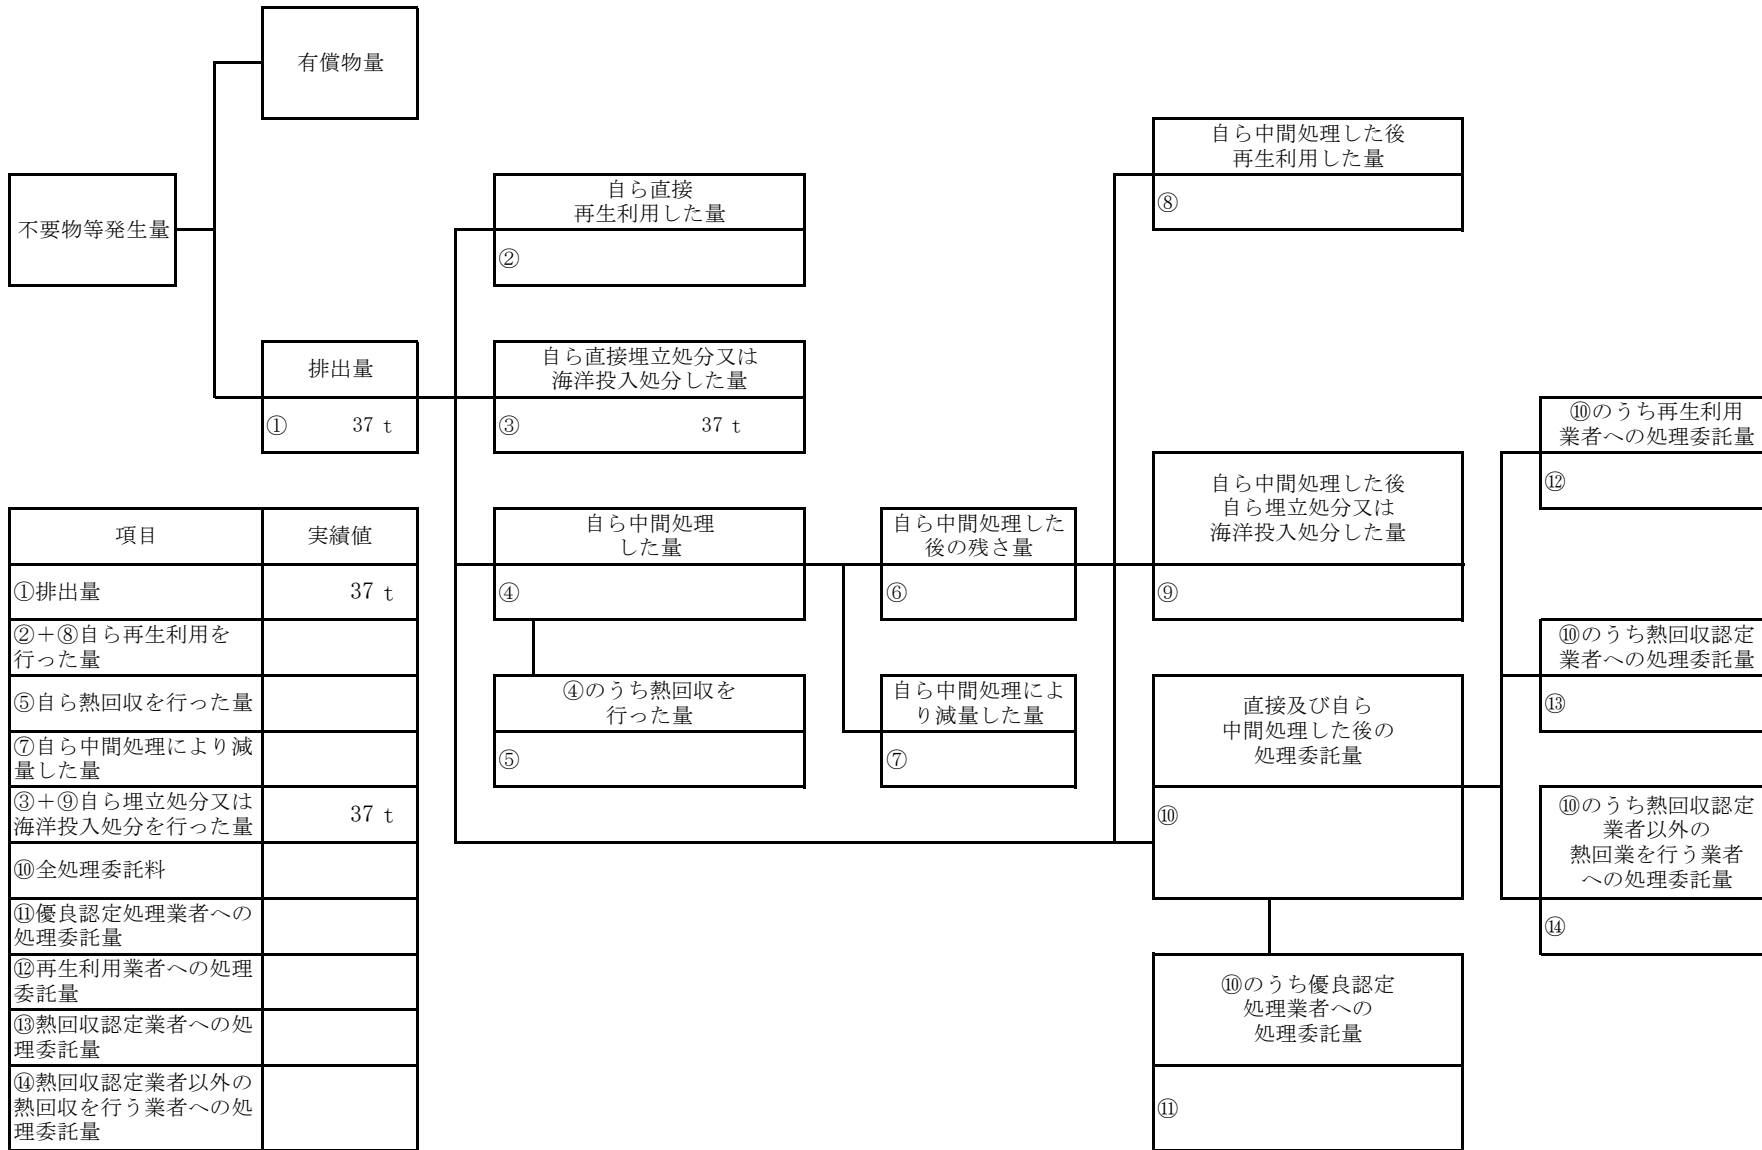 有償物量
自ら中間処理した後
再生利用した量
⑧
不要物等発生量
自ら直接
再生利用した量
②
排出量
① 37 t
自ら直接埋立処分又は
海洋投入処分した量
③ 37 t
⑩のうち再生利用
業者への処理委託量
⑫
自ら中間処理
した量
④
自ら中間処理した
後の残さ量
⑥
自ら中間処理した後
自ら埋立処分又は
海洋投入処分した量
⑨
⑩のうち熱回収認定
業者への処理委託量
⑬
④のうち熱回収を
行った量
⑤
自ら中間処理によ
り減量した量
⑦
直接及び自ら
中間処理した後の
処理委託量
⑩
⑩のうち熱回収認定
業者以外の
熱回業を行う業者
への処理委託量
⑭
⑩のうち優良認定
処理業者への
処理委託量
⑪
項目 実績値
①排出量 37 t
②＋⑧自ら再生利用を
行った量
⑤自ら熱回収を行った量
⑦自ら中間処理により減
量した量
③＋⑨自ら埋立処分又は
海洋投入処分を行った量 37 t
⑩全処理委託料
⑪優良認定処理業者への
処理委託量
⑫再生利用業者への処理
委託量
⑬熱回収認定業者への処
理委託量
⑭熱回収認定業者以外の
熱回収を行う業者への処
理委託量